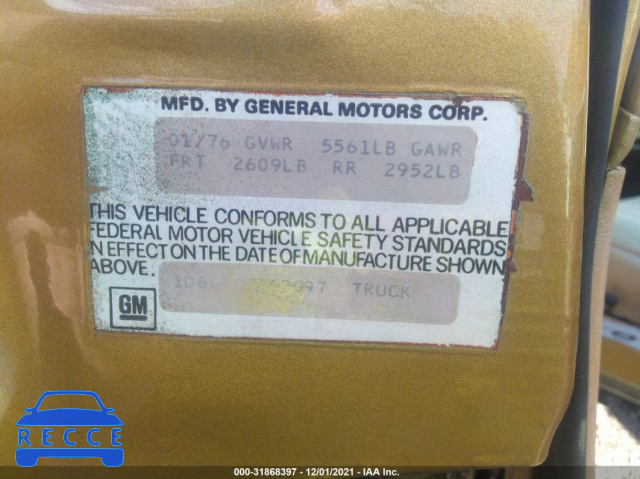 MFD. BY GENERAL MOTORS CORP.
01/76 GVWR 5561LB GAWR
FRT 2609LB RR 2952LB
THIS VEHICLE CONFORMS TO ALL APPLICABLE
FEDERAL MOTOR VEHICLE SAFETY STANDARDS
IN EFFECT ON THE DATE OF MANUFACTURE SHOWN
ABOVE.
TRUCK
GM
RECCE
000-31868397 - 12/01/2021 - IAA Inc.